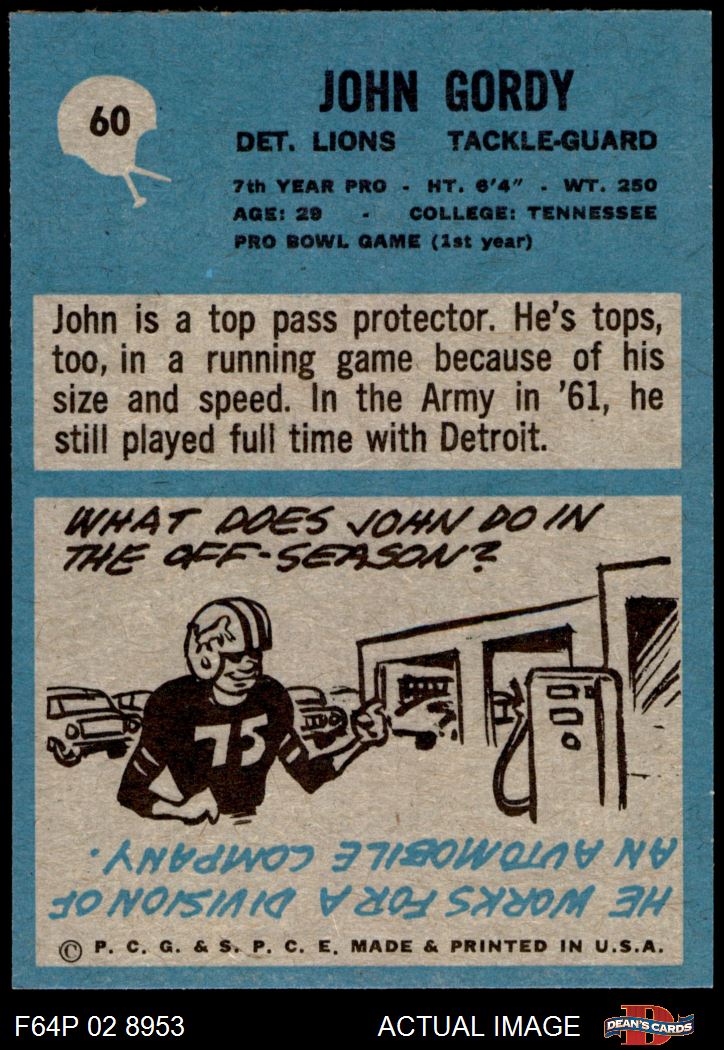 60
JOHN GORDY
DET. LIONS TACKLE-GUARD
7th YEAR PRO - HT. 6'4" - WT. 250
AGE: 29 - COLLEGE: TENNESSEE
PRO BOWL GAME (1st year)
John is a top pass protector. He's tops,
too, in a running game because of his
size and speed. In the Army in '61, he
still played full time with Detroit.
WHAT DOES JOHN DO IN
THE OFF-SEASON?
75
HE WORKS FOR A DIVISION OF
AN AUTOMOBILE COMPANY.
© P. C. G. & S. P. C. E. MADE & PRINTED IN U.S.A.
F64P 02 8953 ACTUAL IMAGE
D
DEAN'S CARDS